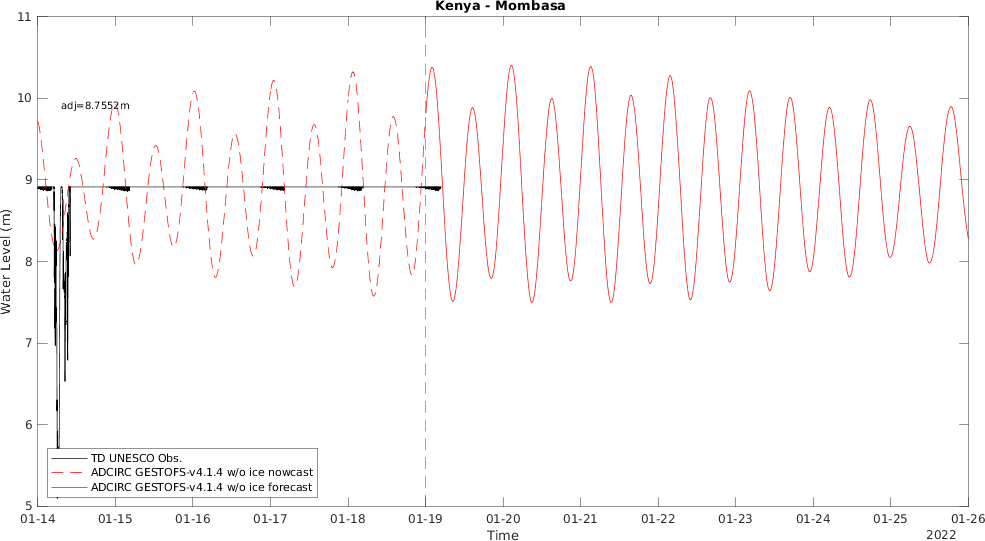 Kenya - Mombasa
11
10
9
8
7
6
5
Water Level (m)
adj=8.7552m
TD UNESCO Obs.
ADCIRC GESTOFS-v4.1.4 w/o ice nowcast
ADCIRC GESTOFS-v4.1.4 w/o ice forecast
01-14 01-15 01-16 01-17 01-18 01-19 01-20 01-21 01-22 01-23 01-24 01-25 01-26
Time
2022